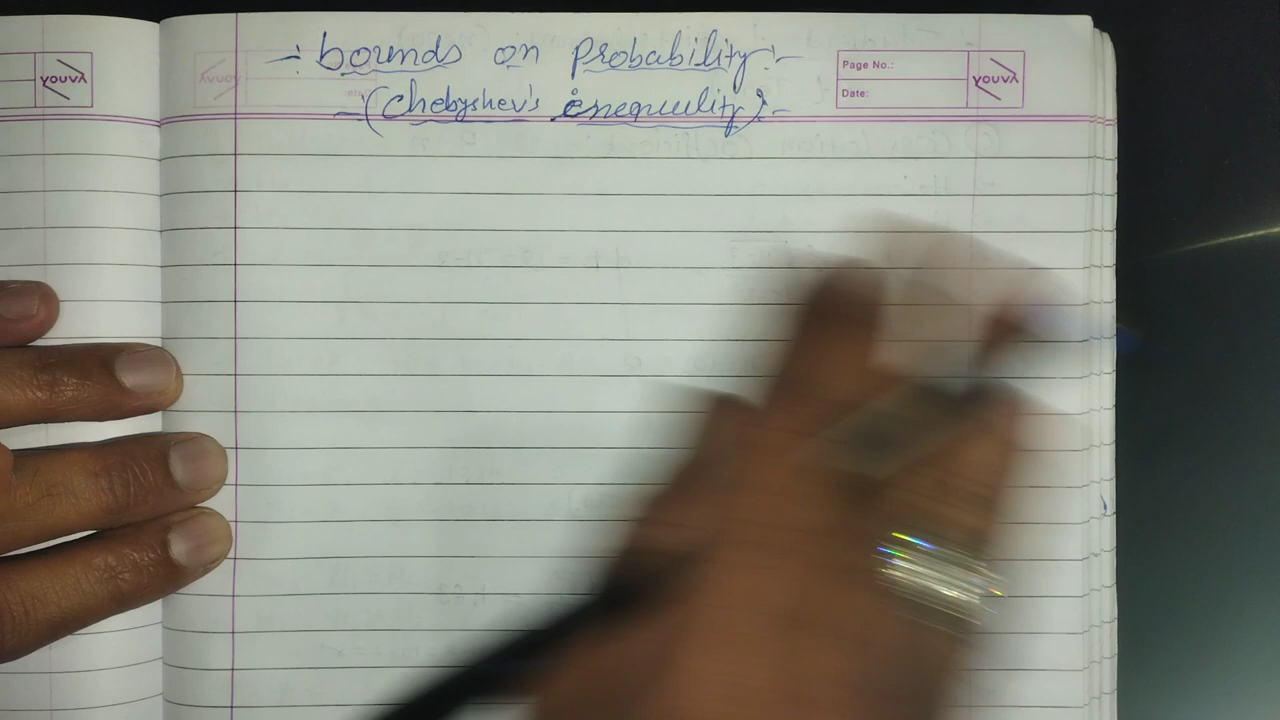 -: bounds on Probability :-
-(Chebyshev's inequality):-
Page No.:
Date:
YOUVA
YOUVA